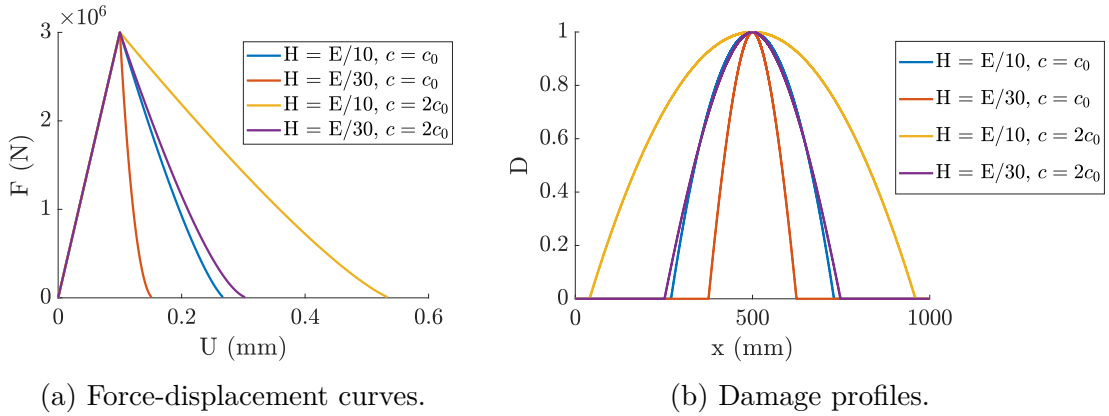 ×10⁶
3
2
1
0
F (N)
0
0.2
0.4
0.6
U (mm)
H = E/10, c = c₀
H = E/30, c = c₀
H = E/10, c = 2c₀
H = E/30, c = 2c₀
(a) Force-displacement curves.
1
0.8
0.6
0.4
0.2
0
D
0
500
1000
x (mm)
H = E/10, c = c₀
H = E/30, c = c₀
H = E/10, c = 2c₀
H = E/30, c = 2c₀
(b) Damage profiles.